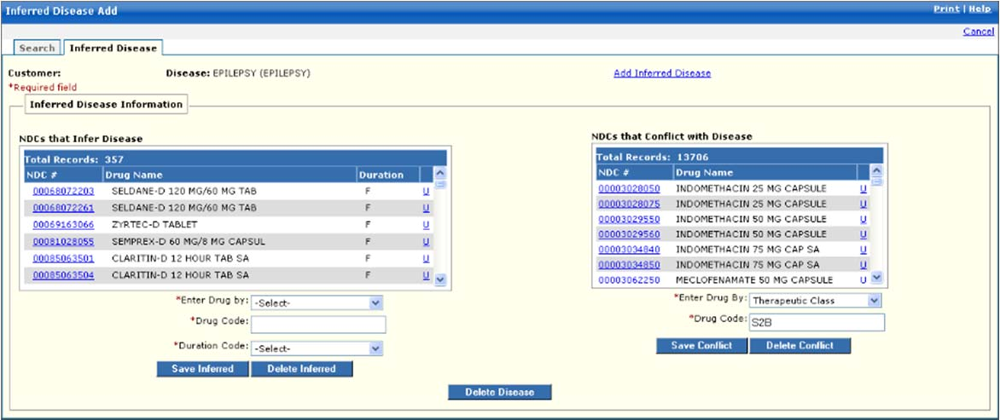 Inferred Disease Add
Print | Help
Cancel
Search
Inferred Disease
Customer:
Disease: EPILEPSY (EPILEPSY)
Add Inferred Disease
*Required field
Inferred Disease Information
NDCs that Infer Disease
Total Records: 357
NDC # Drug Name Duration
00068072203 SELDANE-D 120 MG/60 MG TAB F U
00068072261 SELDANE-D 120 MG/60 MG TAB F U
00069163066 ZYRTEC-D TABLET F U
00081028055 SEMPREX-D 60 MG/8 MG CAPSUL F U
00085063501 CLARITIN-D 12 HOUR TAB SA F U
00085063504 CLARITIN-D 12 HOUR TAB SA F U
*Enter Drug by: -Select-
*Drug Code:
*Duration Code: -Select-
Save Inferred
Delete Inferred
NDCs that Conflict with Disease
Total Records: 13706
NDC # Drug Name
00003028050 INDOMETHACIN 25 MG CAPSULE U
00003028075 INDOMETHACIN 25 MG CAPSULE U
00003029550 INDOMETHACIN 50 MG CAPSULE U
00003029560 INDOMETHACIN 50 MG CAPSULE U
00003034840 INDOMETHACIN 75 MG CAP SA U
00003034850 INDOMETHACIN 75 MG CAP SA U
00003062250 MECLOFENAMATE 50 MG CAPSULE U
*Enter Drug By: Therapeutic Class
*Drug Code: S2B
Save Conflict
Delete Conflict
Delete Disease